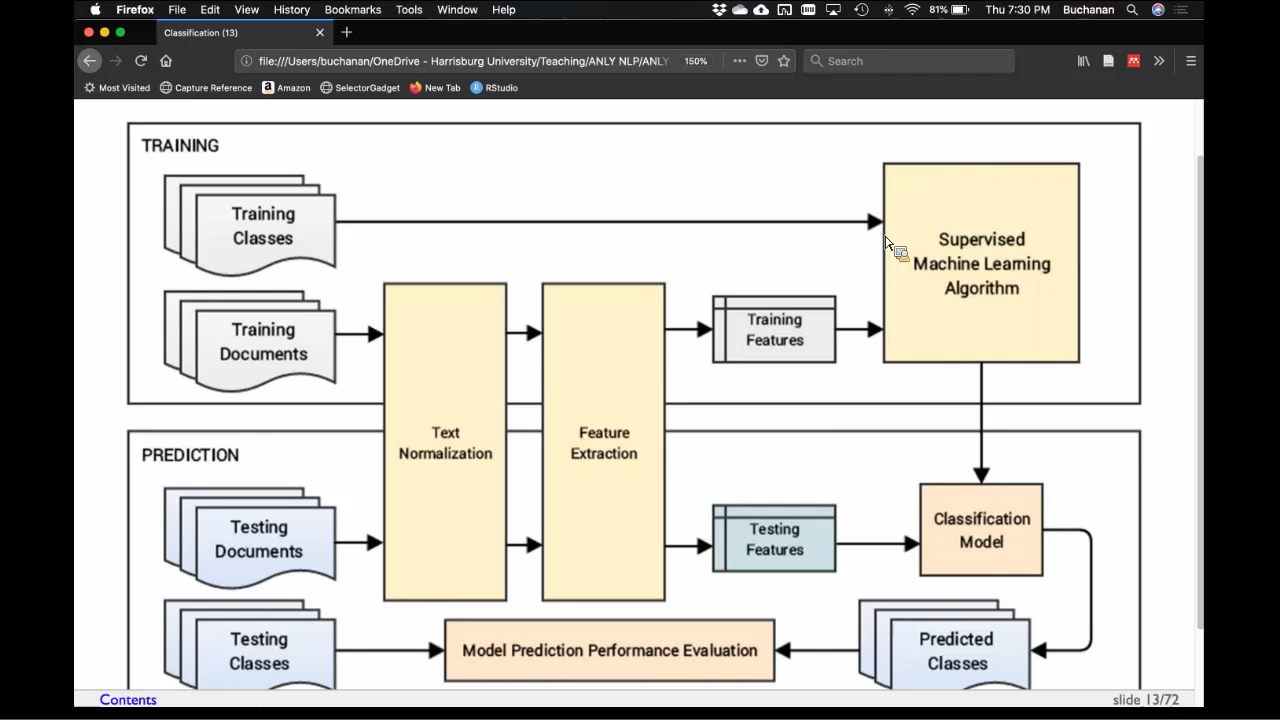 Firefox File Edit View History Bookmarks Tools Window Help 81% Thu 7:30 PM Buchanan
Classification (13)
file:///Users/buchanan/OneDrive - Harrisburg University/Teaching/ANLY NLP/ANLY 150% Search
Most Visited Capture Reference Amazon SelectorGadget New Tab RStudio
TRAINING
Training
Classes
Supervised
Machine Learning
Algorithm
Training
Documents
Training
Features
Text
Normalization
Feature
Extraction
PREDICTION
Testing
Documents
Testing
Features
Classification
Model
Testing
Classes
Model Prediction Performance Evaluation
Predicted
Classes
Contents
slide 13/72